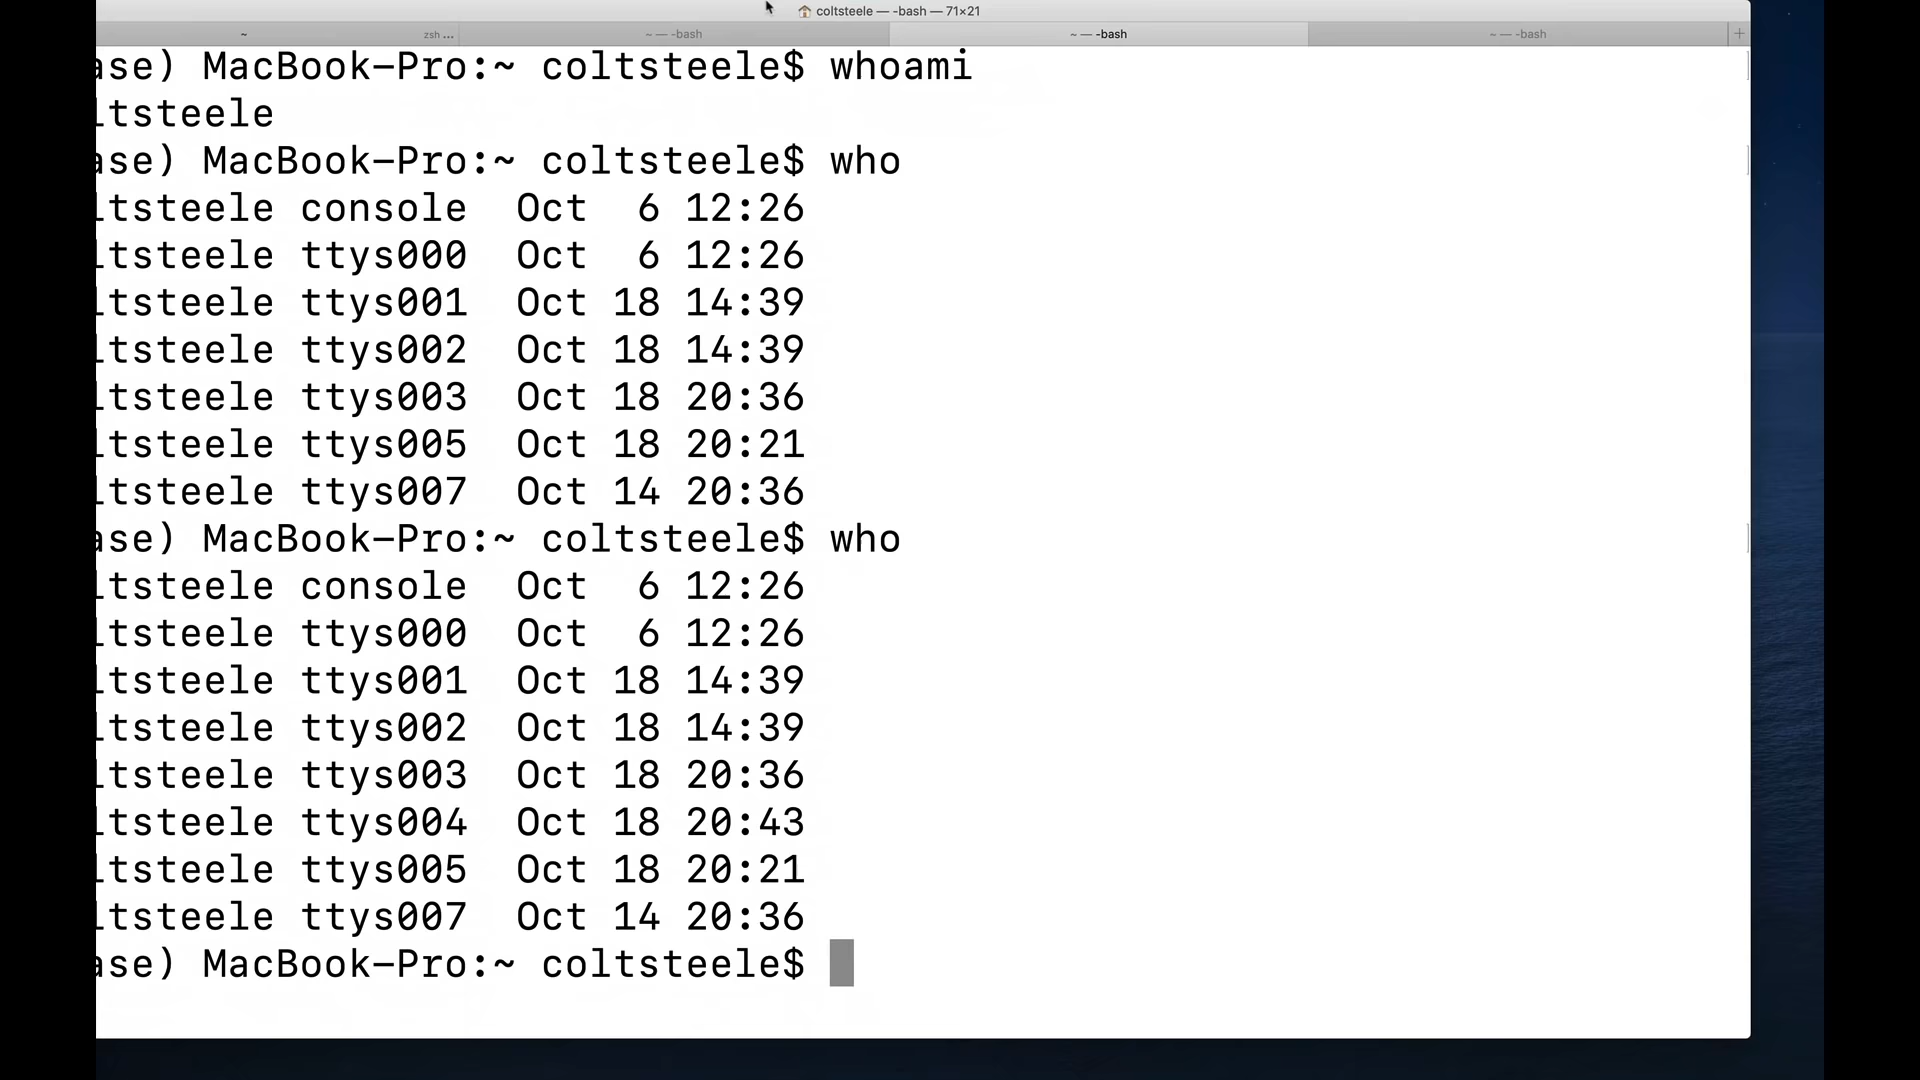 coltsteele — -bash — 71×21
~ zsh ... ~ — -bash ~ — -bash ~ — -bash +
ase) MacBook-Pro:~ coltsteele$ whoami
ltsteele
ase) MacBook-Pro:~ coltsteele$ who
ltsteele console  Oct  6 12:26
ltsteele ttys000  Oct  6 12:26
ltsteele ttys001  Oct 18 14:39
ltsteele ttys002  Oct 18 14:39
ltsteele ttys003  Oct 18 20:36
ltsteele ttys005  Oct 18 20:21
ltsteele ttys007  Oct 14 20:36
ase) MacBook-Pro:~ coltsteele$ who
ltsteele console  Oct  6 12:26
ltsteele ttys000  Oct  6 12:26
ltsteele ttys001  Oct 18 14:39
ltsteele ttys002  Oct 18 14:39
ltsteele ttys003  Oct 18 20:36
ltsteele ttys004  Oct 18 20:43
ltsteele ttys005  Oct 18 20:21
ltsteele ttys007  Oct 14 20:36
ase) MacBook-Pro:~ coltsteele$